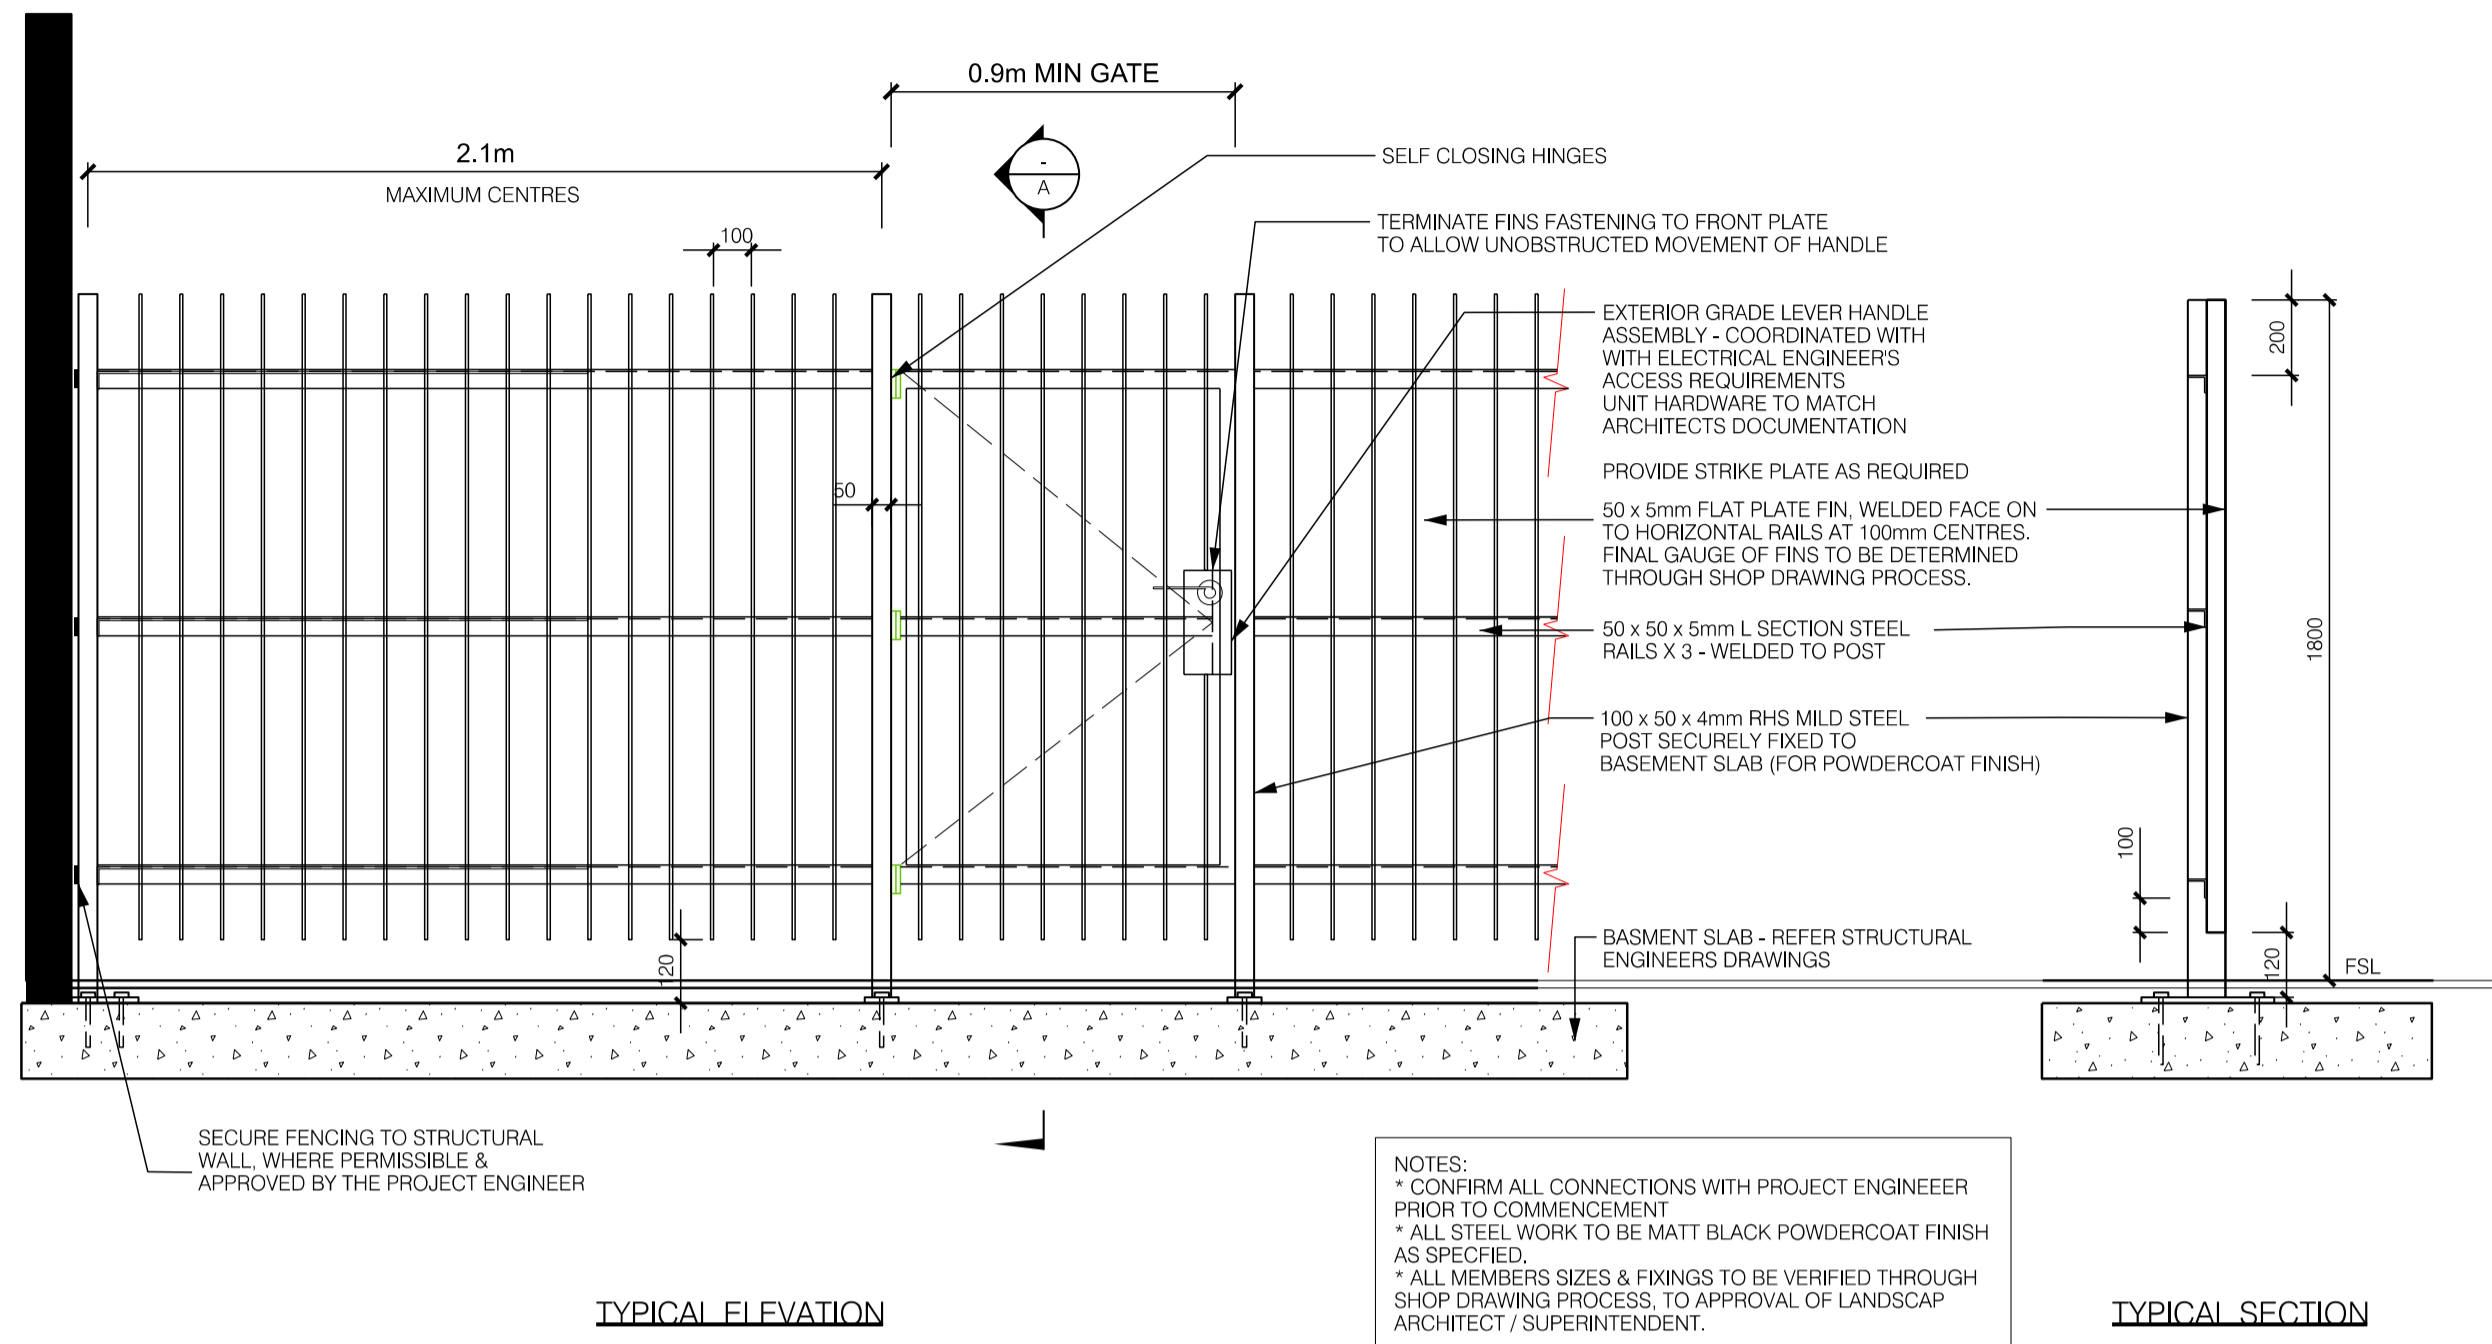 0.9m MIN GATE
2.1m
MAXIMUM CENTRES
-
A
100
SELF CLOSING HINGES
TERMINATE FINS FASTENING TO FRONT PLATE
TO ALLOW UNOBSTRUCTED MOVEMENT OF HANDLE
EXTERIOR GRADE LEVER HANDLE
ASSEMBLY - COORDINATED WITH
WITH ELECTRICAL ENGINEER'S
ACCESS REQUIREMENTS
UNIT HARDWARE TO MATCH
ARCHITECTS DOCUMENTATION
PROVIDE STRIKE PLATE AS REQUIRED
50 x 5mm FLAT PLATE FIN, WELDED FACE ON
TO HORIZONTAL RAILS AT 100mm CENTRES.
FINAL GAUGE OF FINS TO BE DETERMINED
THROUGH SHOP DRAWING PROCESS.
50 x 50 x 5mm L SECTION STEEL
RAILS X 3 - WELDED TO POST
100 x 50 x 4mm RHS MILD STEEL
POST SECURELY FIXED TO
BASEMENT SLAB (FOR POWDERCOAT FINISH)
BASMENT SLAB - REFER STRUCTURAL
ENGINEERS DRAWINGS
50
120
200
1800
100
120
FSL
SECURE FENCING TO STRUCTURAL
WALL, WHERE PERMISSIBLE &
APPROVED BY THE PROJECT ENGINEER
NOTES:
* CONFIRM ALL CONNECTIONS WITH PROJECT ENGINEEER
PRIOR TO COMMENCEMENT
* ALL STEEL WORK TO BE MATT BLACK POWDERCOAT FINISH
AS SPECFIED.
* ALL MEMBERS SIZES & FIXINGS TO BE VERIFIED THROUGH
SHOP DRAWING PROCESS, TO APPROVAL OF LANDSCAP
ARCHITECT / SUPERINTENDENT.
TYPICAL ELEVATION
TYPICAL SECTION